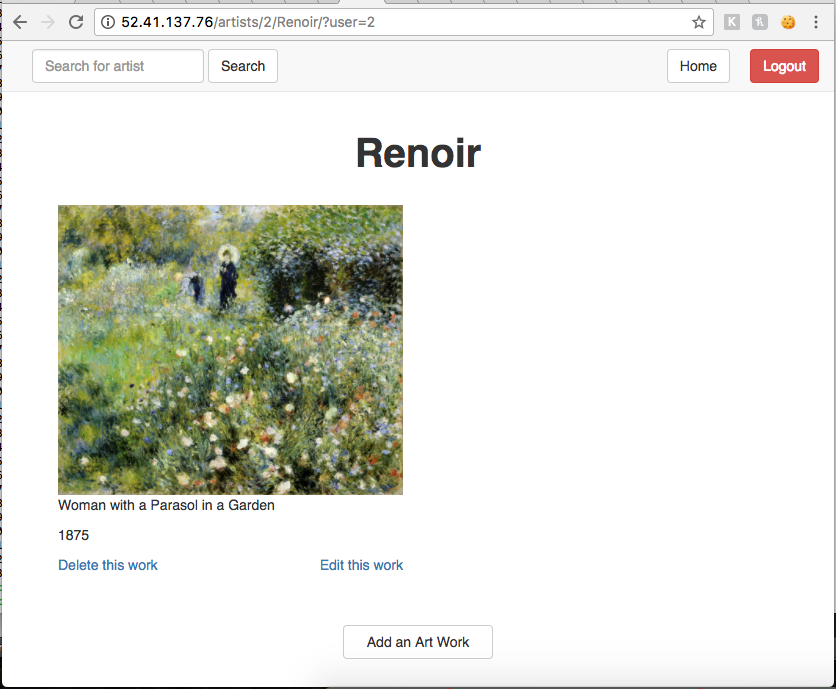 52.41.137.76/artists/2/Renoir/?user=2
Search for artist Search Home Logout
Renoir
Woman with a Parasol in a Garden
1875
Delete this work Edit this work
Add an Art Work